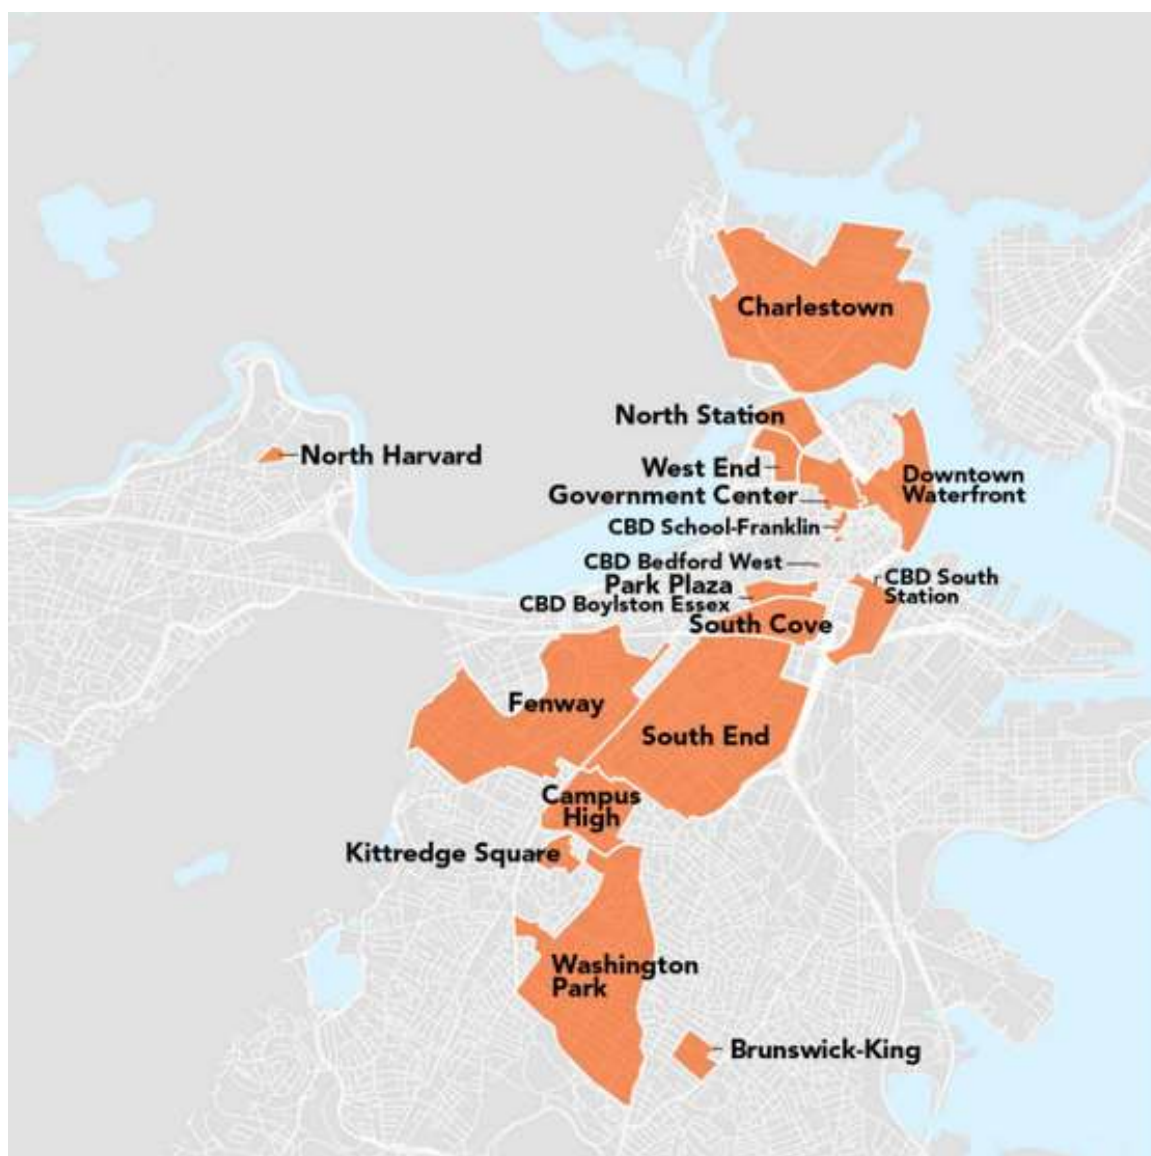 Charlestown
North Station
North Harvard
West End
Downtown
Waterfront
Government Center
CBD School-Franklin
CBD Bedford West
Park Plaza
CBD South
Station
CBD Boylston Essex
South Cove
Fenway
South End
Campus
High
Kittredge Square
Washington
Park
Brunswick-King